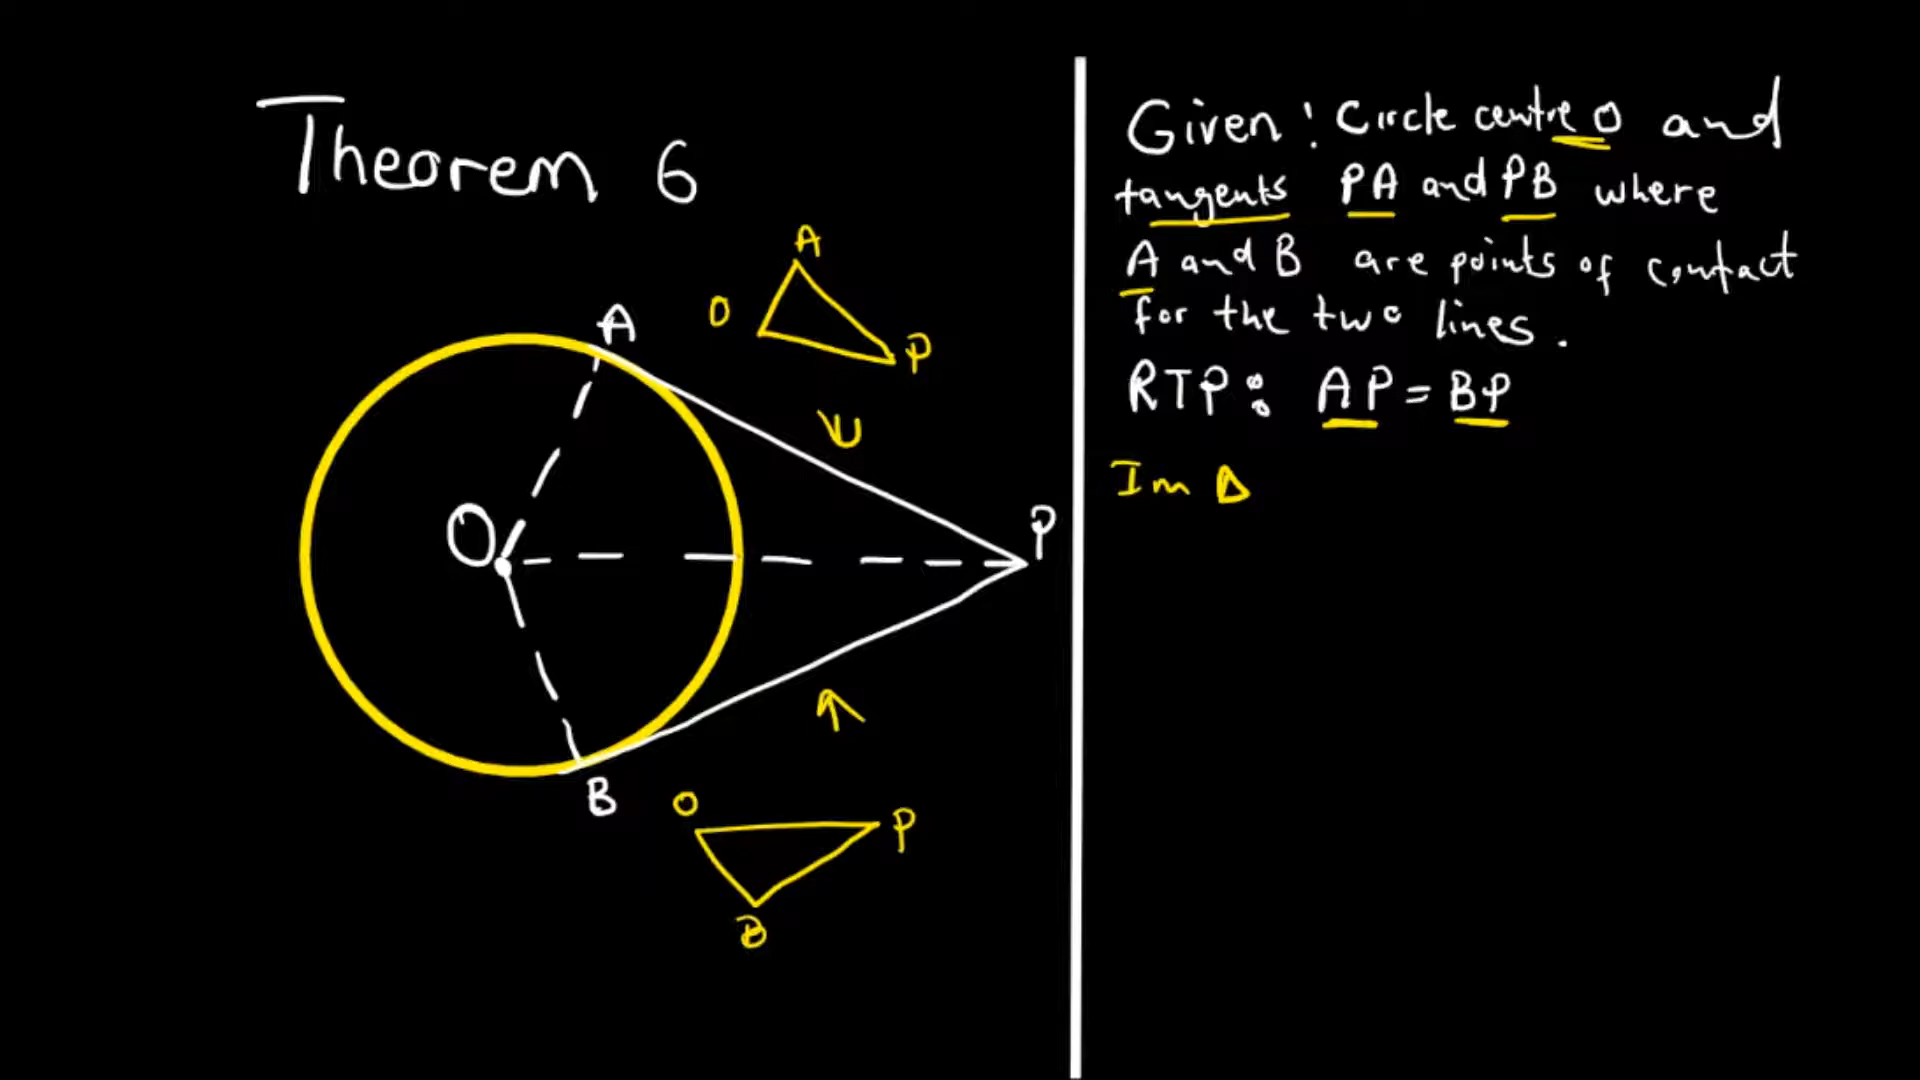 Theorem 6
A
O
P
A
O
P
B
O
P
B
Given: Circle centre O and
tangents PA and PB where
A and B are points of contact
for the two lines.
RTP: AP = BP
Im Δ